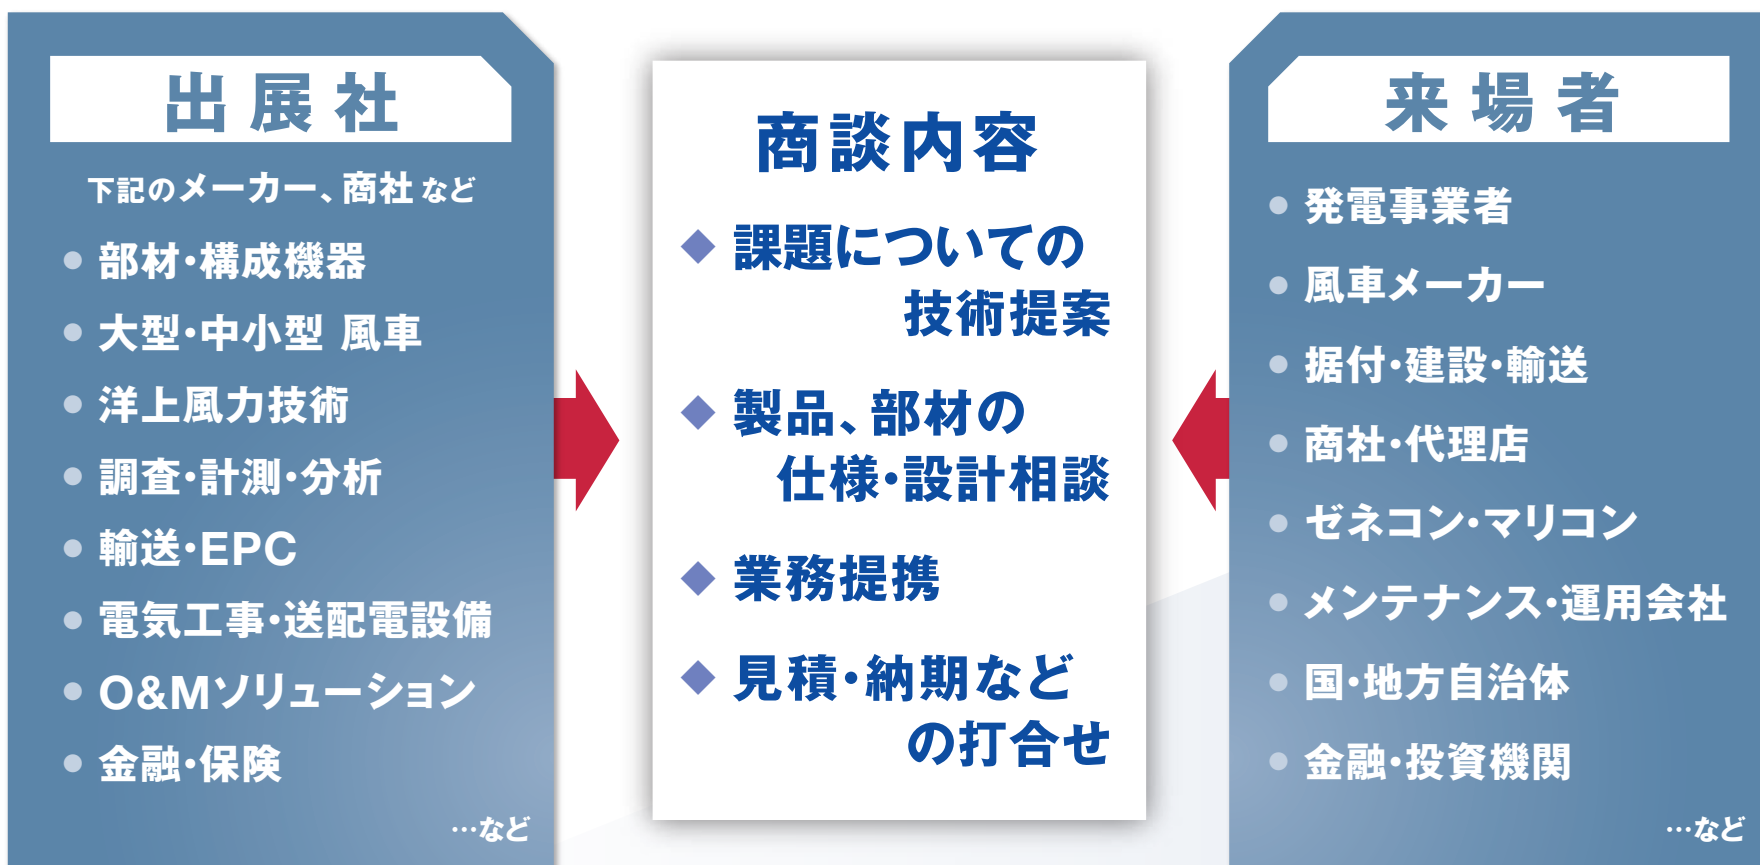 出展社
下記のメーカー、商社 など
部材・構成機器
大型・中小型 風車
洋上風力技術
調査・計測・分析
輸送・EPC
電気工事・送配電設備
O&Mソリューション
金融・保険
…など
商談内容
課題についての
技術提案
製品、部材の
仕様・設計相談
業務提携
見積・納期など
の打合せ
来場者
発電事業者
風車メーカー
据付・建設・輸送
商社・代理店
ゼネコン・マリコン
メンテナンス・運用会社
国・地方自治体
金融・投資機関
…など